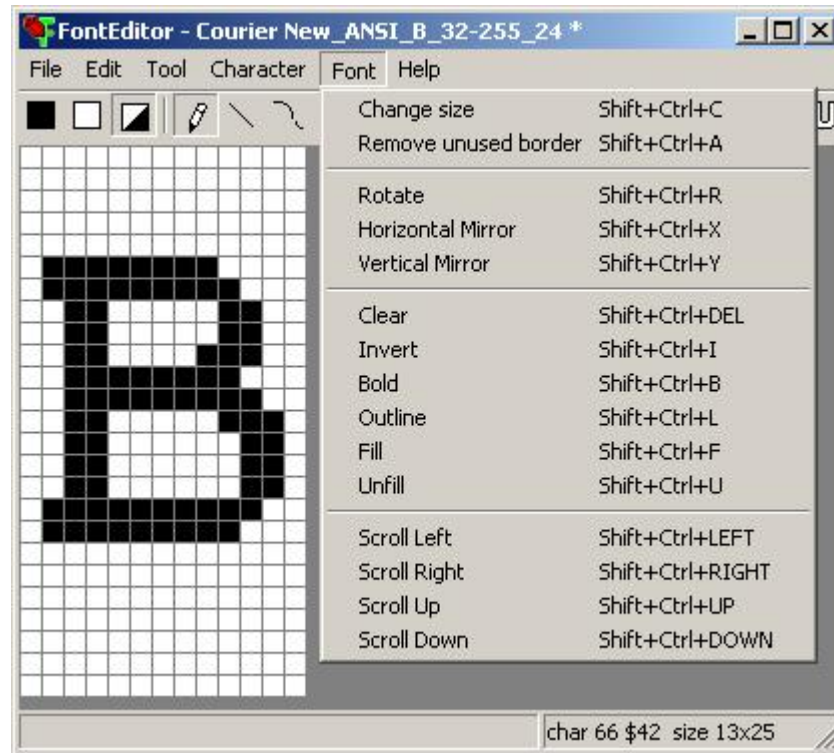 FontEditor - Courier New_ANSI_B_32-255_24 *
File Edit Tool Character Font Help
Change size Shift+Ctrl+C
Remove unused border Shift+Ctrl+A
Rotate Shift+Ctrl+R
Horizontal Mirror Shift+Ctrl+X
Vertical Mirror Shift+Ctrl+Y
Clear Shift+Ctrl+DEL
Invert Shift+Ctrl+I
Bold Shift+Ctrl+B
Outline Shift+Ctrl+L
Fill Shift+Ctrl+F
Unfill Shift+Ctrl+U
Scroll Left Shift+Ctrl+LEFT
Scroll Right Shift+Ctrl+RIGHT
Scroll Up Shift+Ctrl+UP
Scroll Down Shift+Ctrl+DOWN
B
char 66 $42 size 13x25